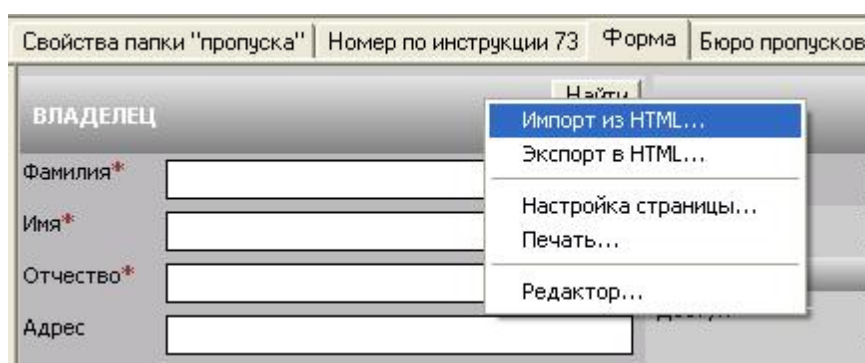 Свойства папки "пропуска" Номер по инструкции 73 Форма Бюро пропусков
Найти
ВЛАДЕЛЕЦ
Импорт из HTML...
Экспорт в HTML...
Фамилия*
Настройка страницы...
Имя*
Печать...
Отчество*
Редактор...
Адрес